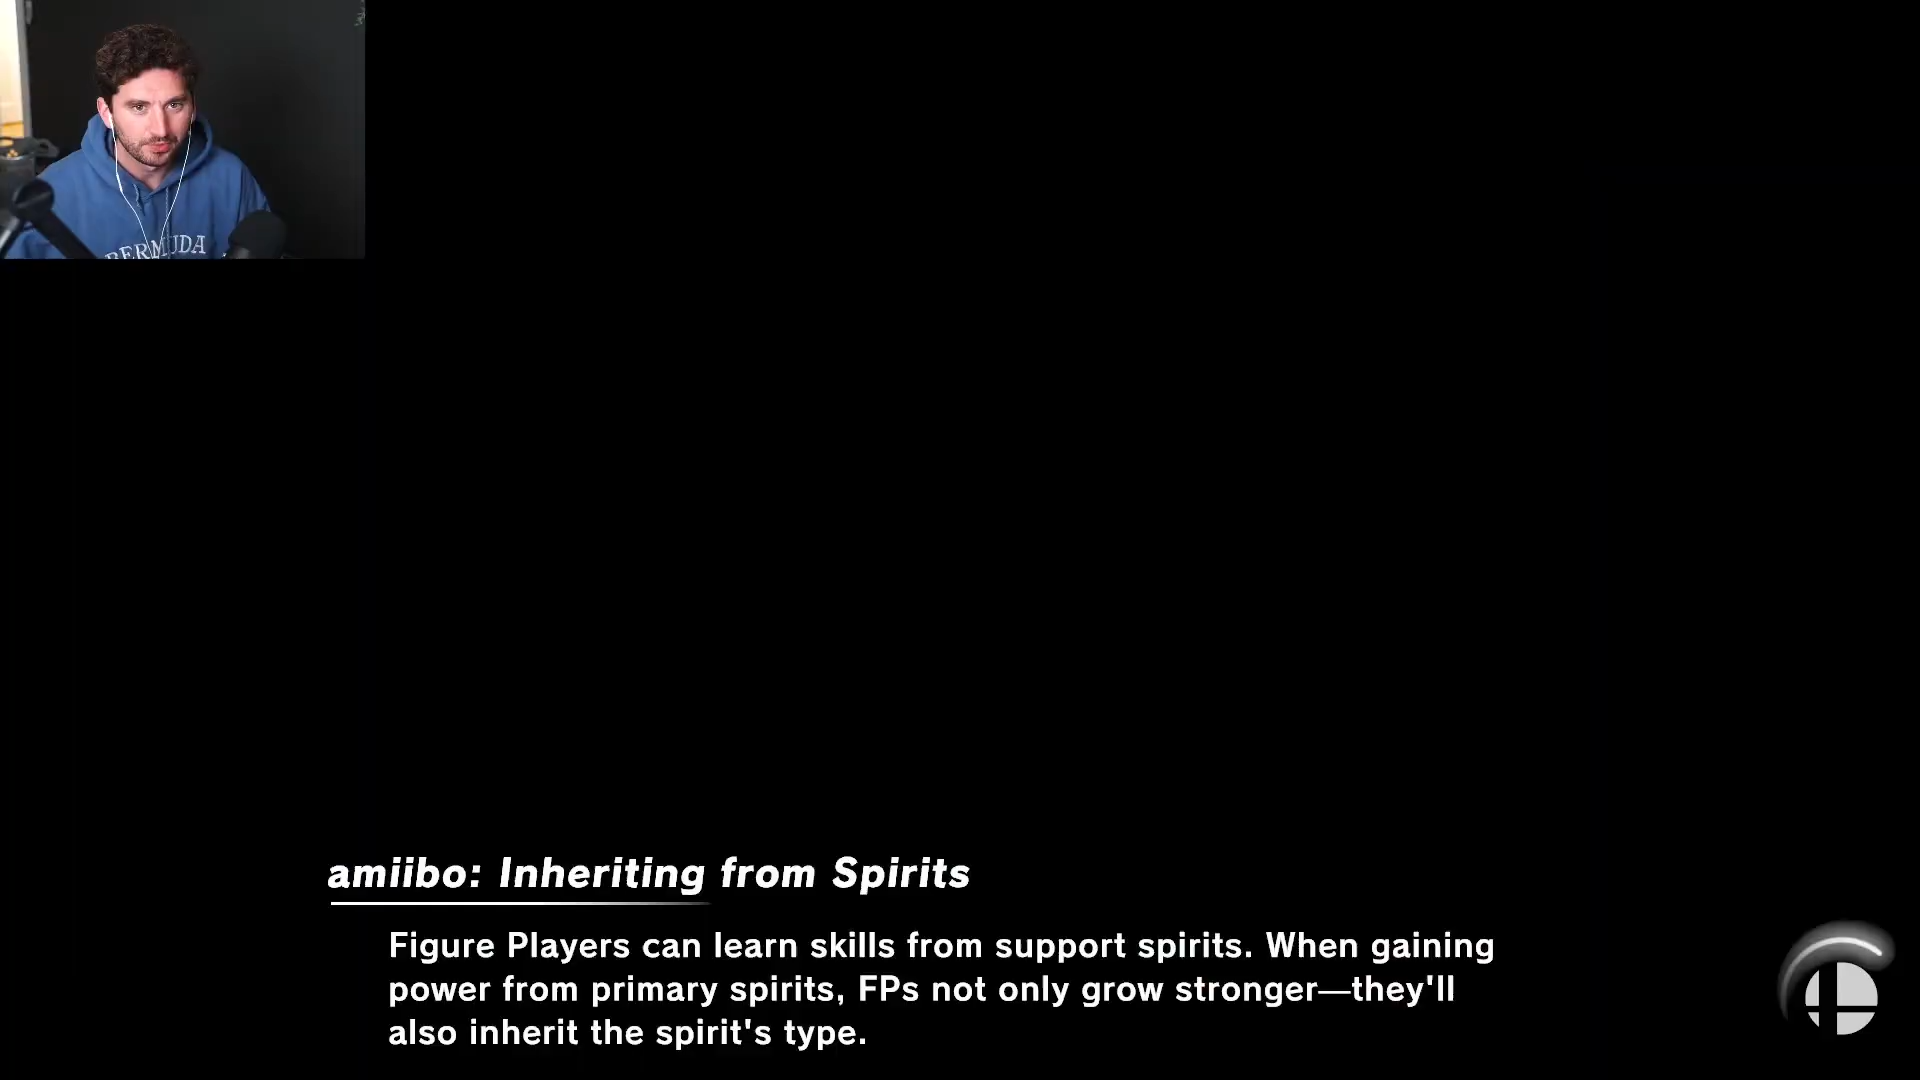 BERMUDA
amiibo: Inheriting from Spirits
Figure Players can learn skills from support spirits. When gaining
power from primary spirits, FPs not only grow stronger—they'll
also inherit the spirit's type.